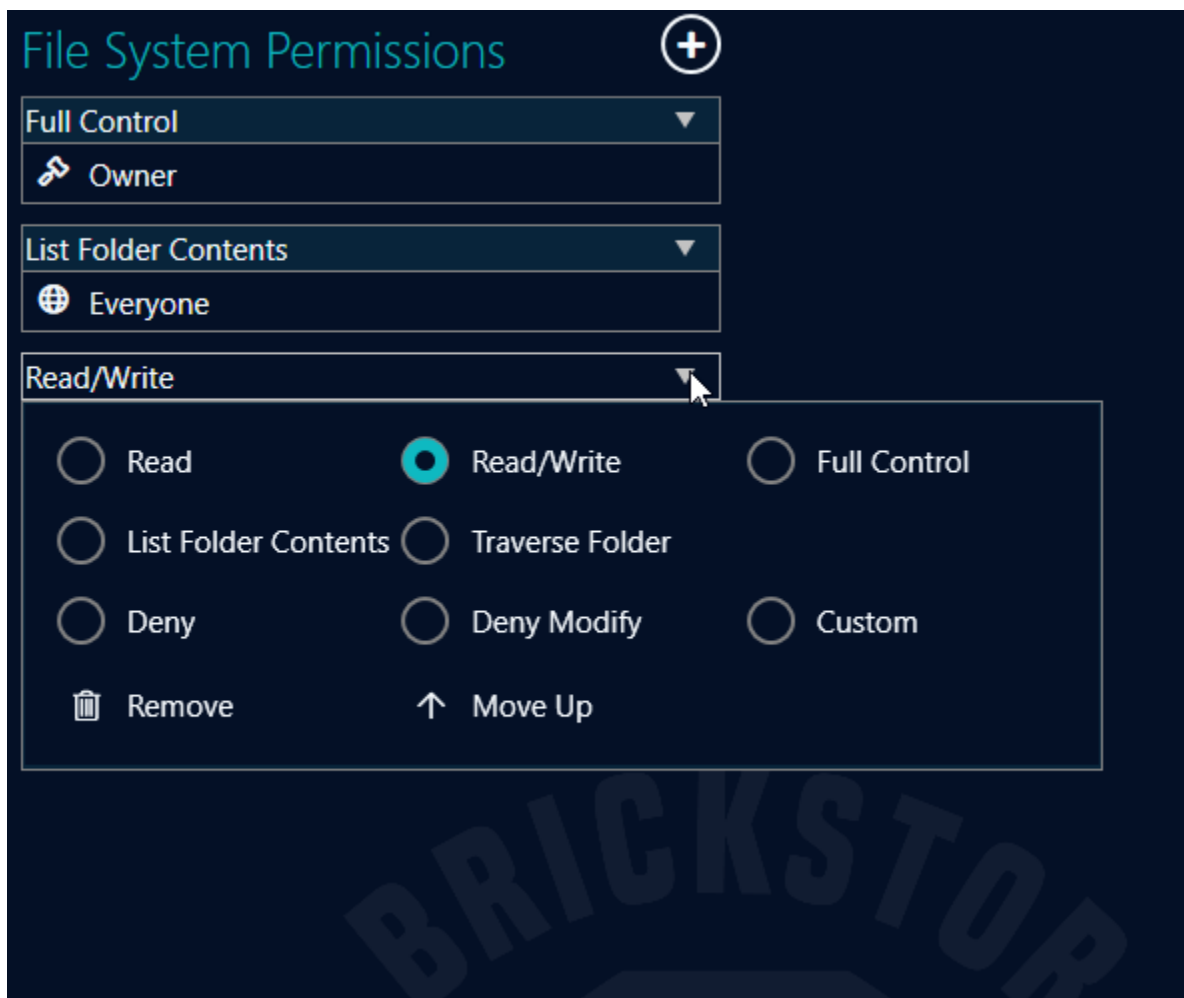 File System Permissions
Full Control
Owner
List Folder Contents
Everyone
Read/Write
Read Read/Write Full Control
List Folder Contents Traverse Folder
Deny Deny Modify Custom
Remove Move Up
BRICKSTOR